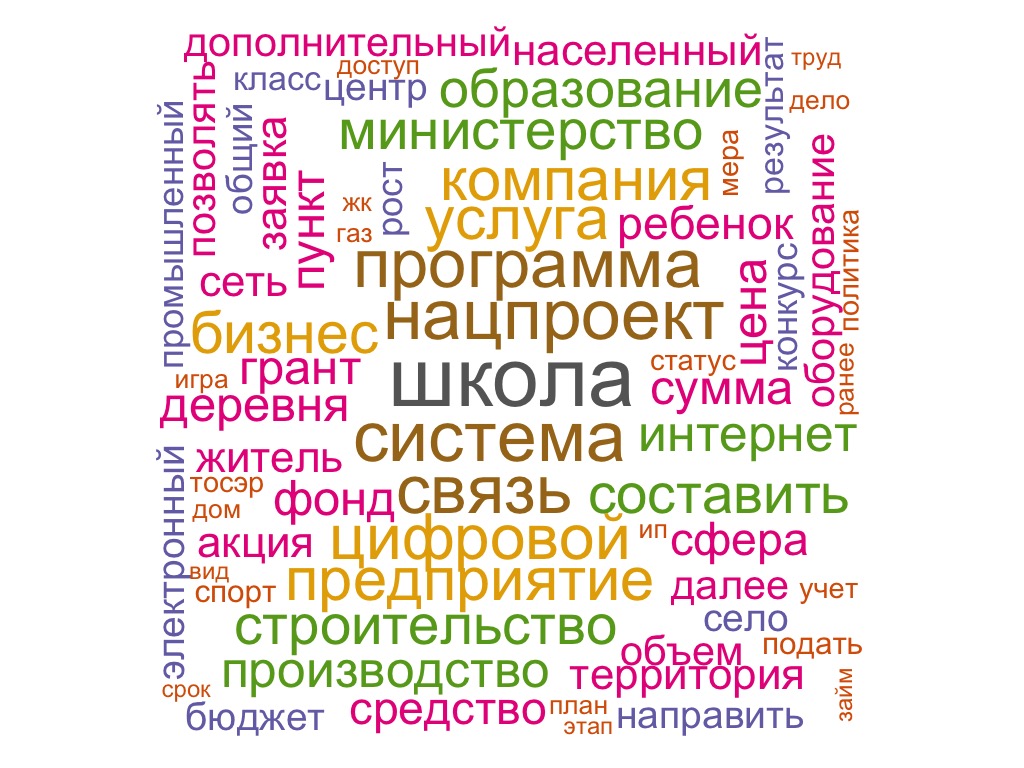 дополнительный
населенный
труд
класс
доступ
центр
образование
результат
дело
промышленный
позволять
общий
заявка
министерство
мера
пункт
жк
рост
компания
оборудование
газ
услуга
ребенок
политика
сеть
программа
цена
конкурс
бизнес
нацпроект
игра
грант
школа
статус
ранее
деревня
сумма
система
интернет
электронный
житель
тосэр
фонд
связь
составить
дом
акция
цифровой
ип
сфера
вид
спорт
предприятие
далее
учет
строительство
село
производство
объем
подать
территория
срок
займ
бюджет
средство
план
этап
направить